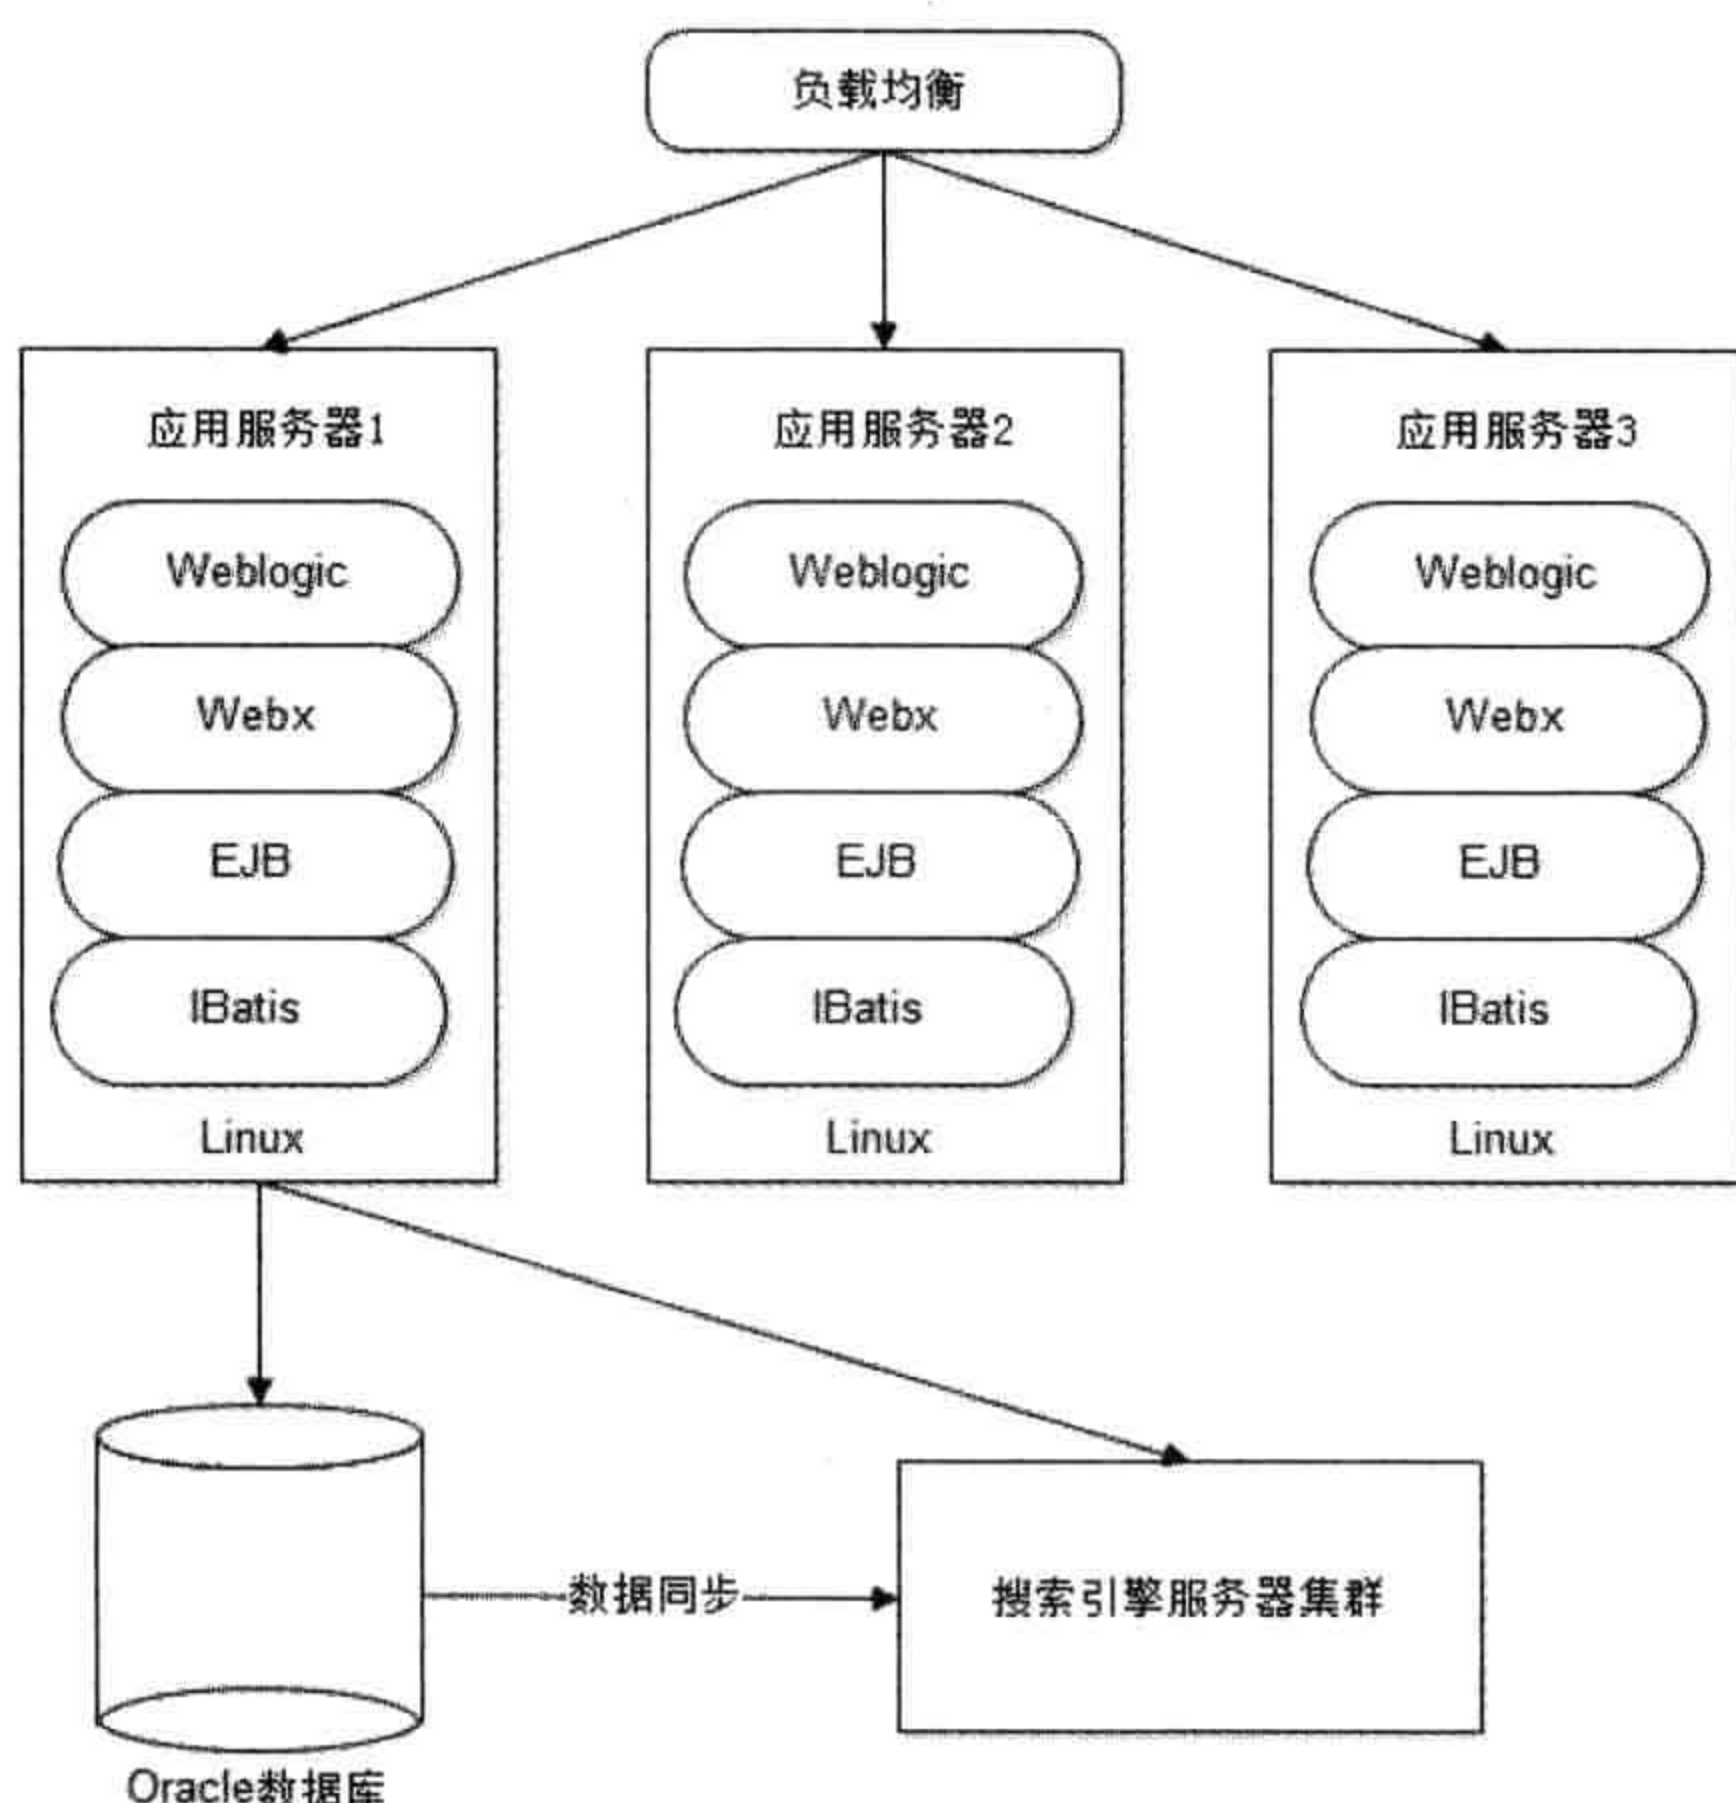 负载均衡
应用服务器1
Weblogic
Webx
EJB
IBatis
Linux
应用服务器2
Weblogic
Webx
EJB
IBatis
Linux
应用服务器3
Weblogic
Webx
EJB
IBatis
Linux
数据同步
搜索引擎服务器集群
Oracle数据库